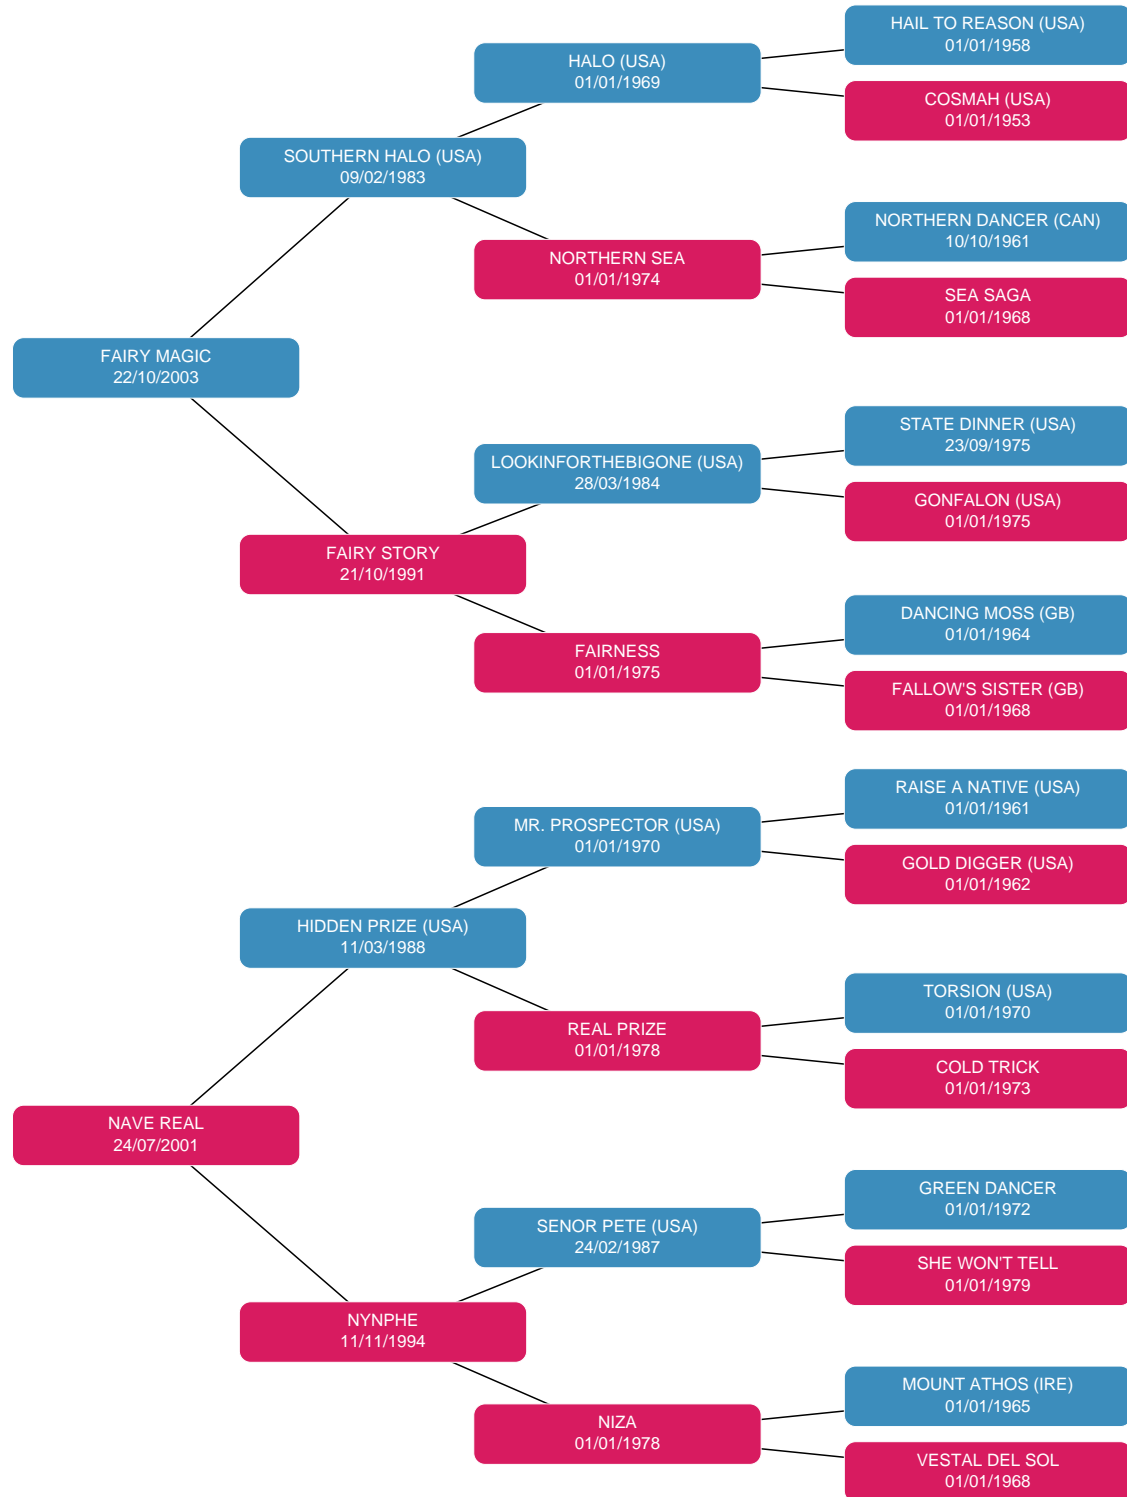 HAIL TO REASON (USA)
01/01/1958
HALO (USA)
01/01/1969
COSMAH (USA)
01/01/1953
SOUTHERN HALO (USA)
09/02/1983
NORTHERN DANCER (CAN)
10/10/1961
NORTHERN SEA
01/01/1974
SEA SAGA
01/01/1968
FAIRY MAGIC
22/10/2003
STATE DINNER (USA)
23/09/1975
LOOKINFORTHEBIGONE (USA)
28/03/1984
GONFALON (USA)
01/01/1975
FAIRY STORY
21/10/1991
DANCING MOSS (GB)
01/01/1964
FAIRNESS
01/01/1975
FALLOW'S SISTER (GB)
01/01/1968
RAISE A NATIVE (USA)
01/01/1961
MR. PROSPECTOR (USA)
01/01/1970
GOLD DIGGER (USA)
01/01/1962
HIDDEN PRIZE (USA)
11/03/1988
TORSION (USA)
01/01/1970
REAL PRIZE
01/01/1978
COLD TRICK
01/01/1973
NAVE REAL
24/07/2001
GREEN DANCER
01/01/1972
SENOR PETE (USA)
24/02/1987
SHE WON'T TELL
01/01/1979
NYNPHE
11/11/1994
MOUNT ATHOS (IRE)
01/01/1965
NIZA
01/01/1978
VESTAL DEL SOL
01/01/1968